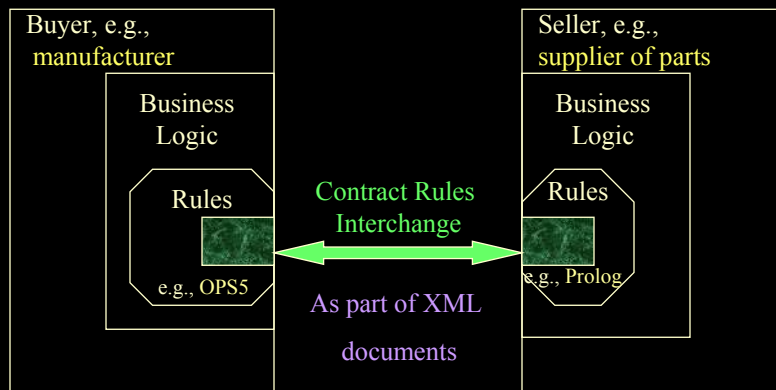 Buyer, e.g.,
manufacturer
Business
Logic
Rules
e.g., OPS5
Contract Rules
Interchange
As part of XML
documents
Seller, e.g.,
supplier of parts
Business
Logic
Rules
e.g., Prolog